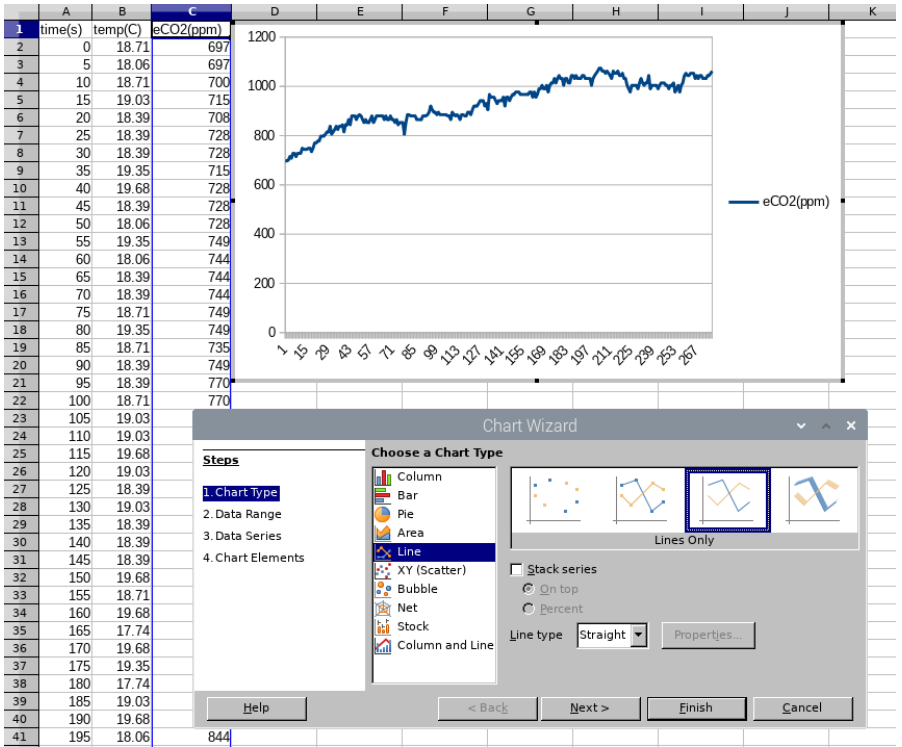 A B C D E F G H I J K
1 time(s) temp(C) eCO2(ppm)
2 0 18.71 697
3 5 18.06 697
4 10 18.71 700
5 15 19.03 715
6 20 18.39 708
7 25 18.39 728
8 30 18.39 728
9 35 19.35 715
10 40 19.68 728
11 45 18.39 728
12 50 18.06 728
13 55 19.35 749
14 60 18.06 744
15 65 18.39 744
16 70 18.39 744
17 75 18.71 749
18 80 19.35 749
19 85 18.71 735
20 90 18.39 749
21 95 18.39 770
22 100 18.71 770
23 105 19.03
24 110 19.03
25 115 19.68
26 120 19.03
27 125 18.39
28 130 19.03
29 135 18.39
30 140 18.39
31 145 18.39
32 150 19.68
33 155 18.71
34 160 19.68
35 165 17.74
36 170 19.68
37 175 19.35
38 180 17.74
39 185 19.03
40 190 19.68
41 195 18.06 844
1200
1000
800
600
400
200
0
1 15 29 43 57 71 85 99 113 127 141 155 169 183 197 211 225 239 253 267
eCO2(ppm)
Chart Wizard
Steps
1. Chart Type
2. Data Range
3. Data Series
4. Chart Elements
Choose a Chart Type
Column
Bar
Pie
Area
Line
XY (Scatter)
Bubble
Net
Stock
Column and Line
Lines Only
Stack series
On top
Percent
Line type Straight Properties...
Help < Back Next > Finish Cancel